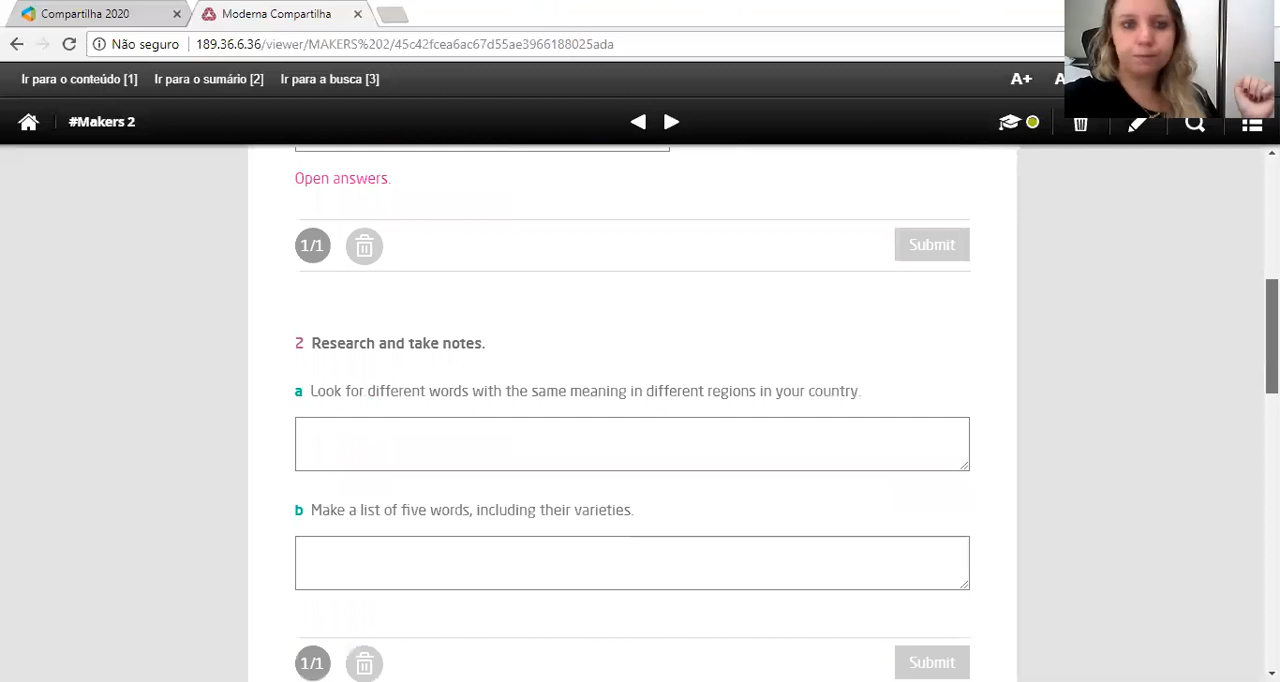 Compartilha 2020
Moderna Compartilha
Não seguro
189.36.6.36/viewer/MAKERS%202/45c42fcea6ac67d55ae3966188025ada
Ir para o conteúdo [1] Ir para o sumário [2] Ir para a busca [3]
A+
#Makers 2
Open answers.
1/1
Submit
2 Research and take notes.
a Look for different words with the same meaning in different regions in your country.
b Make a list of five words, including their varieties.
1/1
Submit